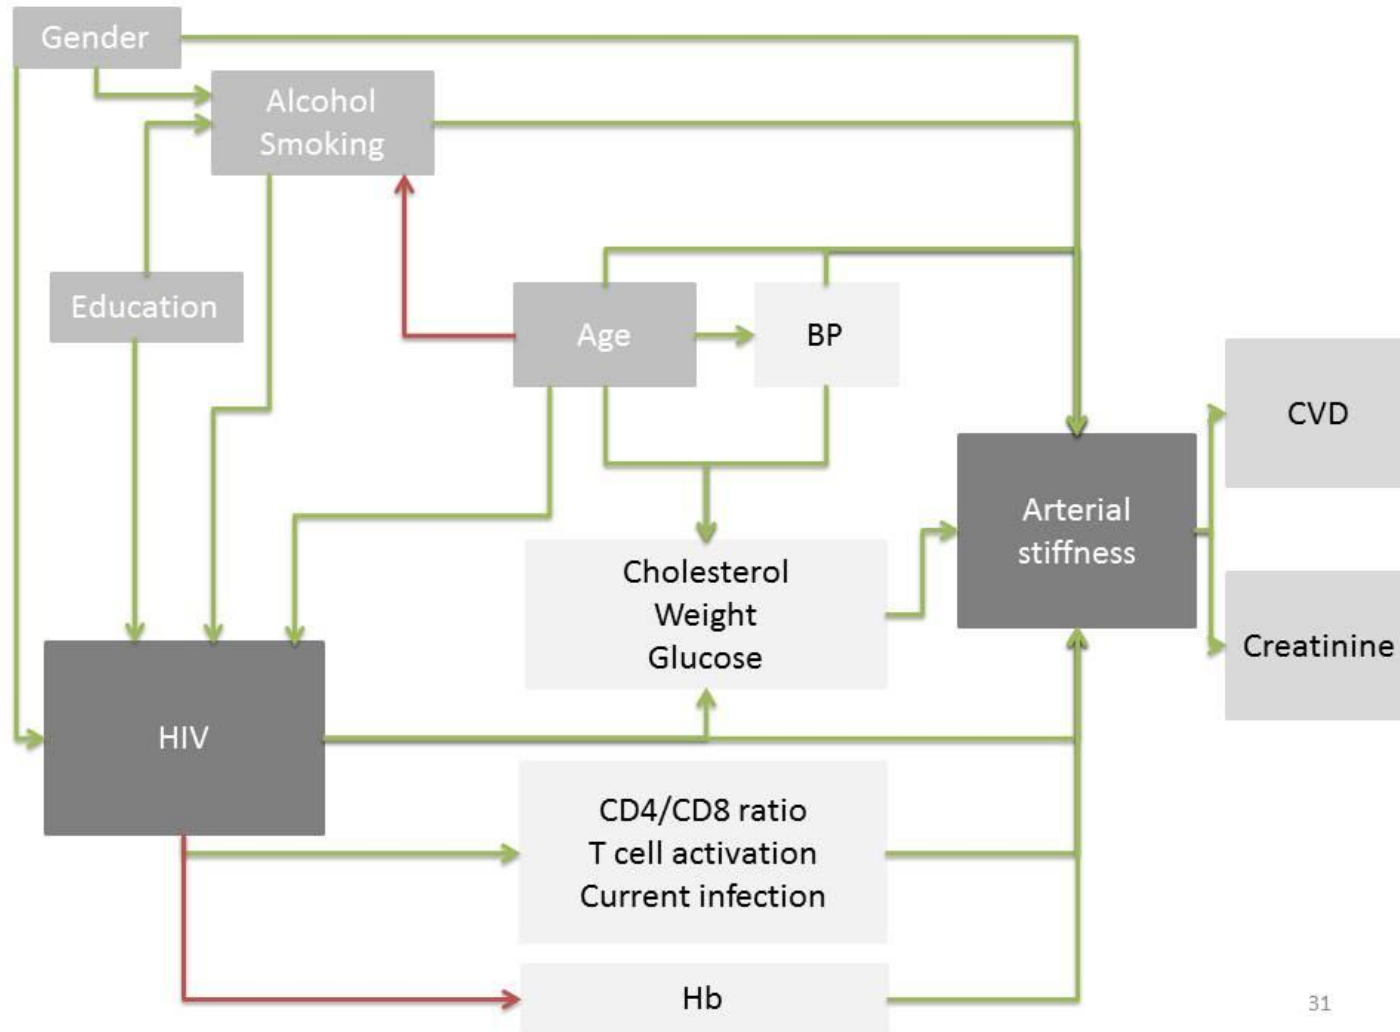 Gender
Alcohol
Smoking
Education
Age
BP
CVD
Arterial
stiffness
Cholesterol
Weight
Glucose
Creatinine
HIV
CD4/CD8 ratio
T cell activation
Current infection
Hb
31